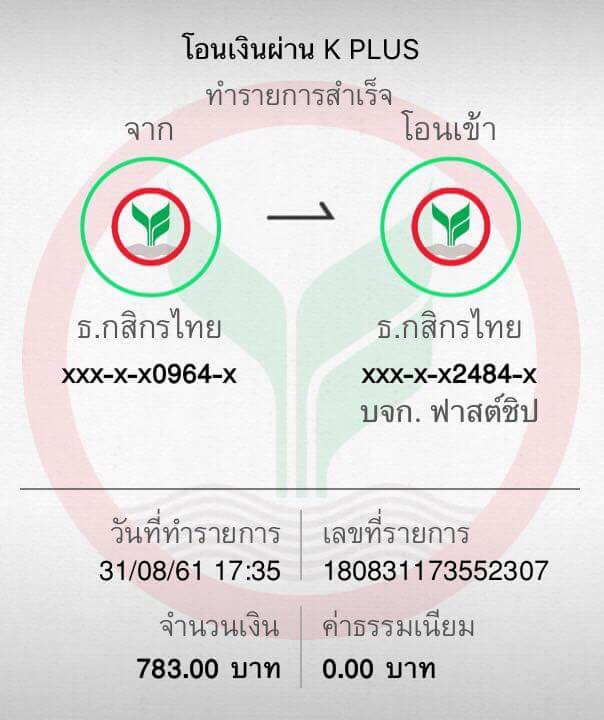 โอนเงินผ่าน K PLUS
ทำรายการสำเร็จ
จาก
โอนเข้า
ธ.กสิกรไทย
ธ.กสิกรไทย
xxx-x-x0964-x
xxx-x-x2484-x
บจก. ฟาสต์ชิป
วันที่ทำรายการ
เลขที่รายการ
31/08/61 17:35
180831173552307
จำนวนเงิน
ค่าธรรมเนียม
783.00 บาท
0.00 บาท